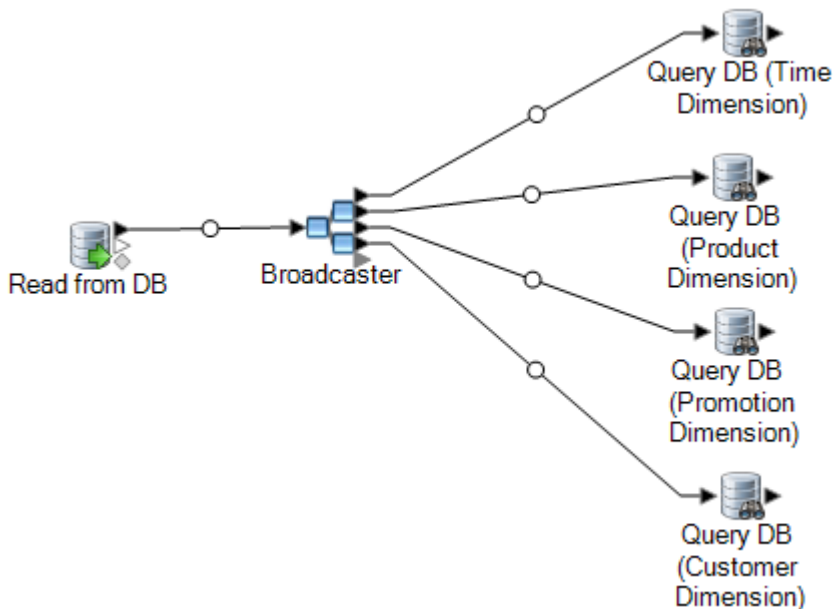 Query DB (Time
Dimension)
Query DB
(Product
Dimension)
Read from DB
Broadcaster
Query DB
(Promotion
Dimension)
Query DB
(Customer
Dimension)